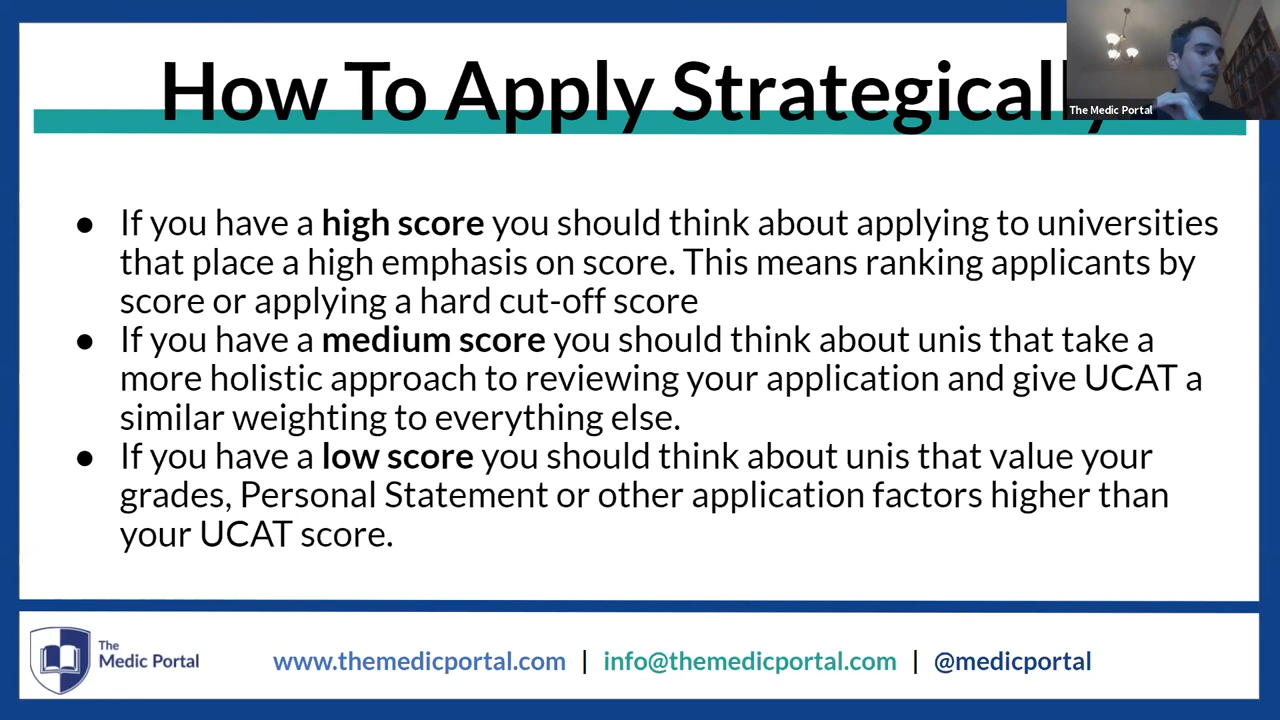 How To Apply Strategically
The Medic Portal
● If you have a high score you should think about applying to universities
that place a high emphasis on score. This means ranking applicants by
score or applying a hard cut-off score
● If you have a medium score you should think about unis that take a
more holistic approach to reviewing your application and give UCAT a
similar weighting to everything else.
● If you have a low score you should think about unis that value your
grades, Personal Statement or other application factors higher than
your UCAT score.
The
Medic Portal
www.themedicportal.com | info@themedicportal.com | @medicportal